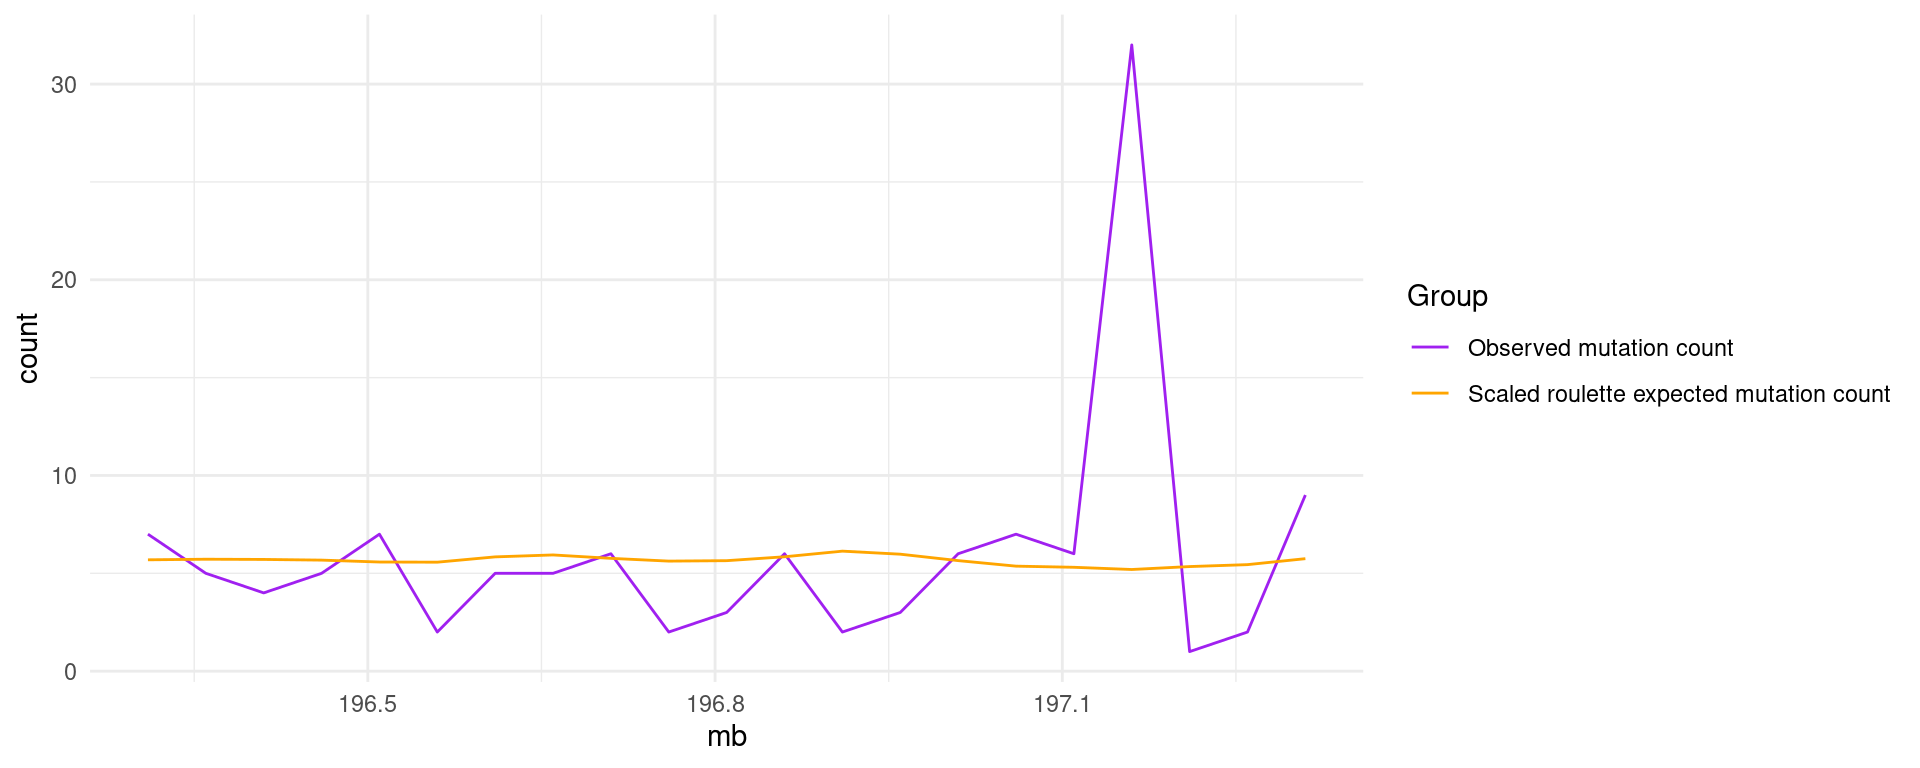 30
20
10
0
count
196.5
196.8
197.1
mb
Group
Observed mutation count
Scaled roulette expected mutation count